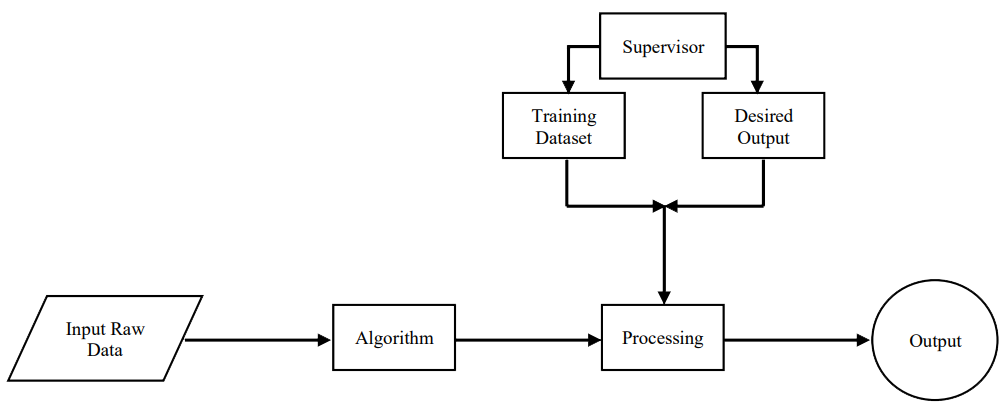 Supervisor
Training
Dataset
Desired
Output
Input Raw
Data
Algorithm
Processing
Output